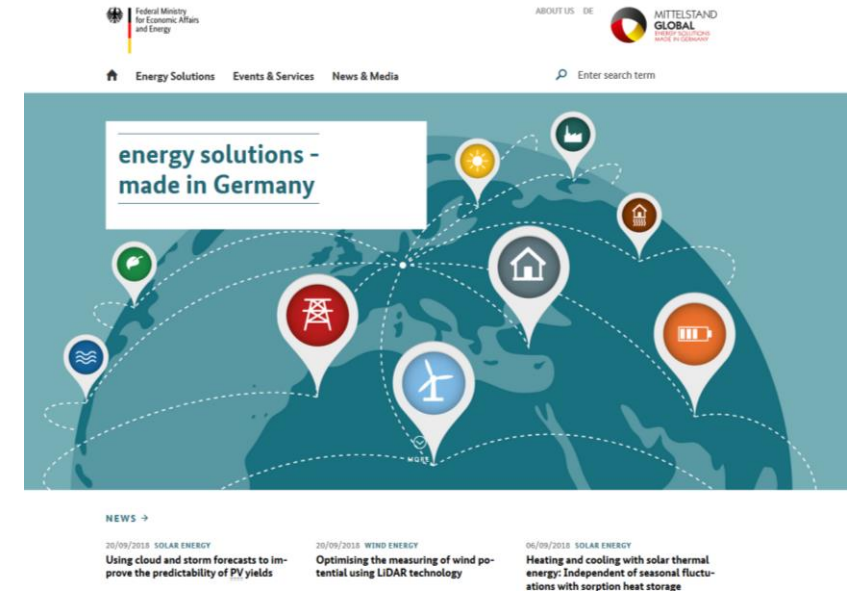 Federal Ministry
for Economic Affairs
and Energy
ABOUT US DE
MITTELSTAND
GLOBAL
ENERGY SOLUTIONS
MADE IN GERMANY
Energy Solutions Events & Services News & Media
Enter search term
energy solutions -
made in Germany
MORE
NEWS →
20/09/2018 SOLAR ENERGY
Using cloud and storm forecasts to im-
prove the predictability of PV yields
20/09/2018 WIND ENERGY
Optimising the measuring of wind po-
tential using LiDAR technology
06/09/2018 SOLAR ENERGY
Heating and cooling with solar thermal
energy: Independent of seasonal fluctu-
ations with sorption heat storage